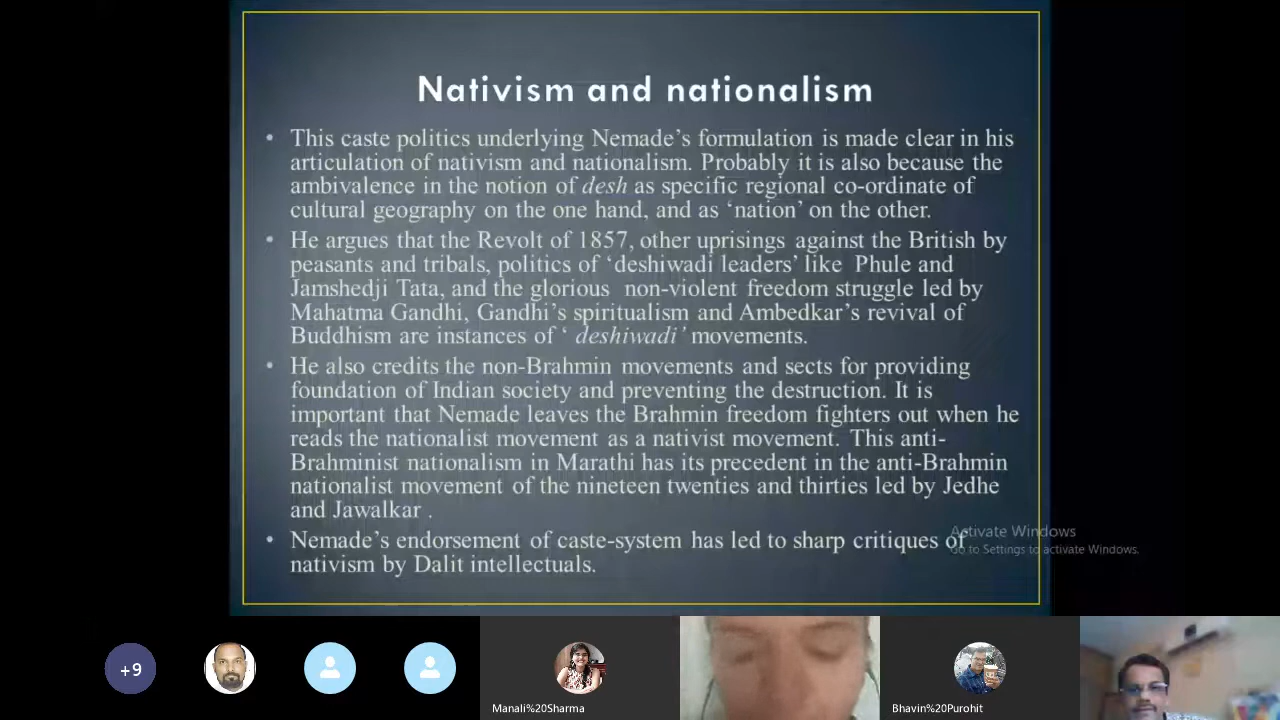 Nativism and nationalism
• This caste politics underlying Nemade’s formulation is made clear in his
articulation of nativism and nationalism. Probably it is also because the
ambivalence in the notion of desh as specific regional co-ordinate of
cultural geography on the one hand, and as ‘nation’ on the other.
• He argues that the Revolt of 1857, other uprisings against the British by
peasants and tribals, politics of ‘deshiwadi leaders’ like Phule and
Jamshedji Tata, and the glorious non-violent freedom struggle led by
Mahatma Gandhi, Gandhi’s spiritualism and Ambedkar’s revival of
Buddhism are instances of ‘ deshiwadi’ movements.
• He also credits the non-Brahmin movements and sects for providing
foundation of Indian society and preventing the destruction. It is
important that Nemade leaves the Brahmin freedom fighters out when he
reads the nationalist movement as a nativist movement. This anti-
Brahminist nationalism in Marathi has its precedent in the anti-Brahmin
nationalist movement of the nineteen twenties and thirties led by Jedhe
and Jawalkar .
• Nemade’s endorsement of caste-system has led to sharp critiques of
nativism by Dalit intellectuals.
Activate Windows
Go to Settings to activate Windows.
+9
Manali%20Sharma
Bhavin%20Purohit